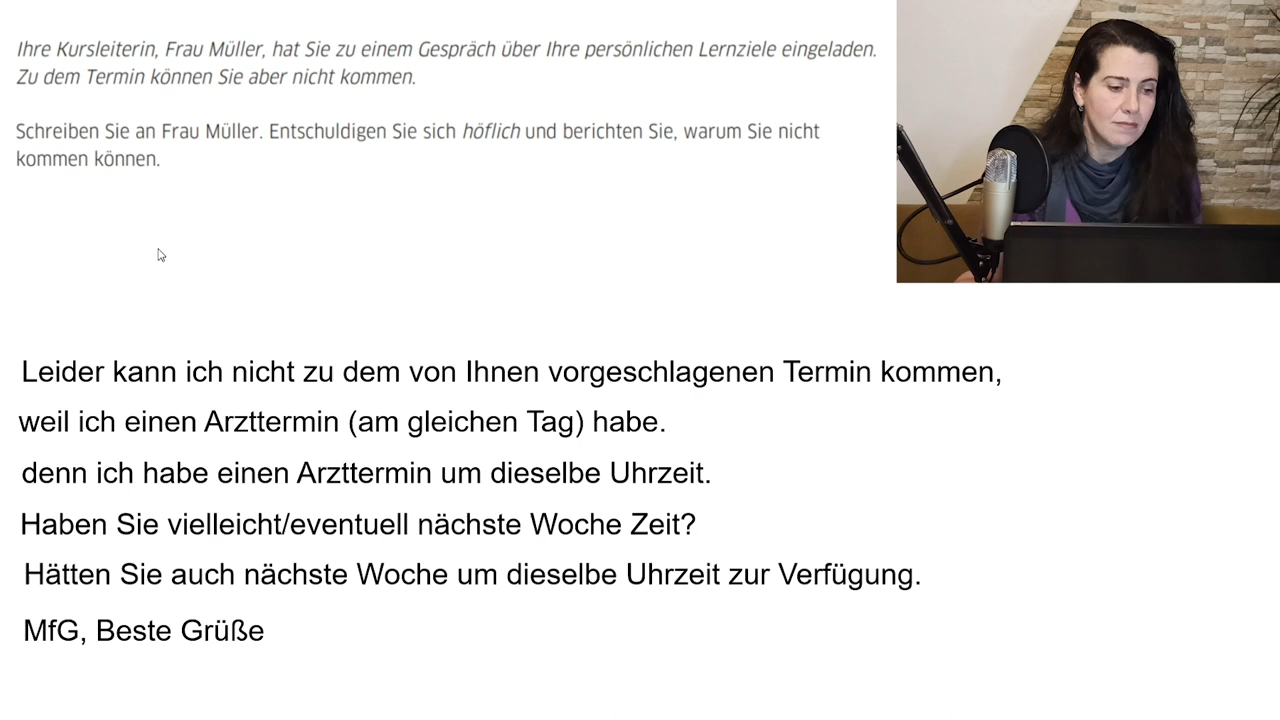 Ihre Kursleiterin, Frau Müller, hat Sie zu einem Gespräch über Ihre persönlichen Lernziele eingeladen.
Zu dem Termin können Sie aber nicht kommen.
Schreiben Sie an Frau Müller. Entschuldigen Sie sich höflich und berichten Sie, warum Sie nicht
kommen können.
Leider kann ich nicht zu dem von Ihnen vorgeschlagenen Termin kommen,
weil ich einen Arzttermin (am gleichen Tag) habe.
denn ich habe einen Arzttermin um dieselbe Uhrzeit.
Haben Sie vielleicht/eventuell nächste Woche Zeit?
Hätten Sie auch nächste Woche um dieselbe Uhrzeit zur Verfügung.
MfG, Beste Grüße